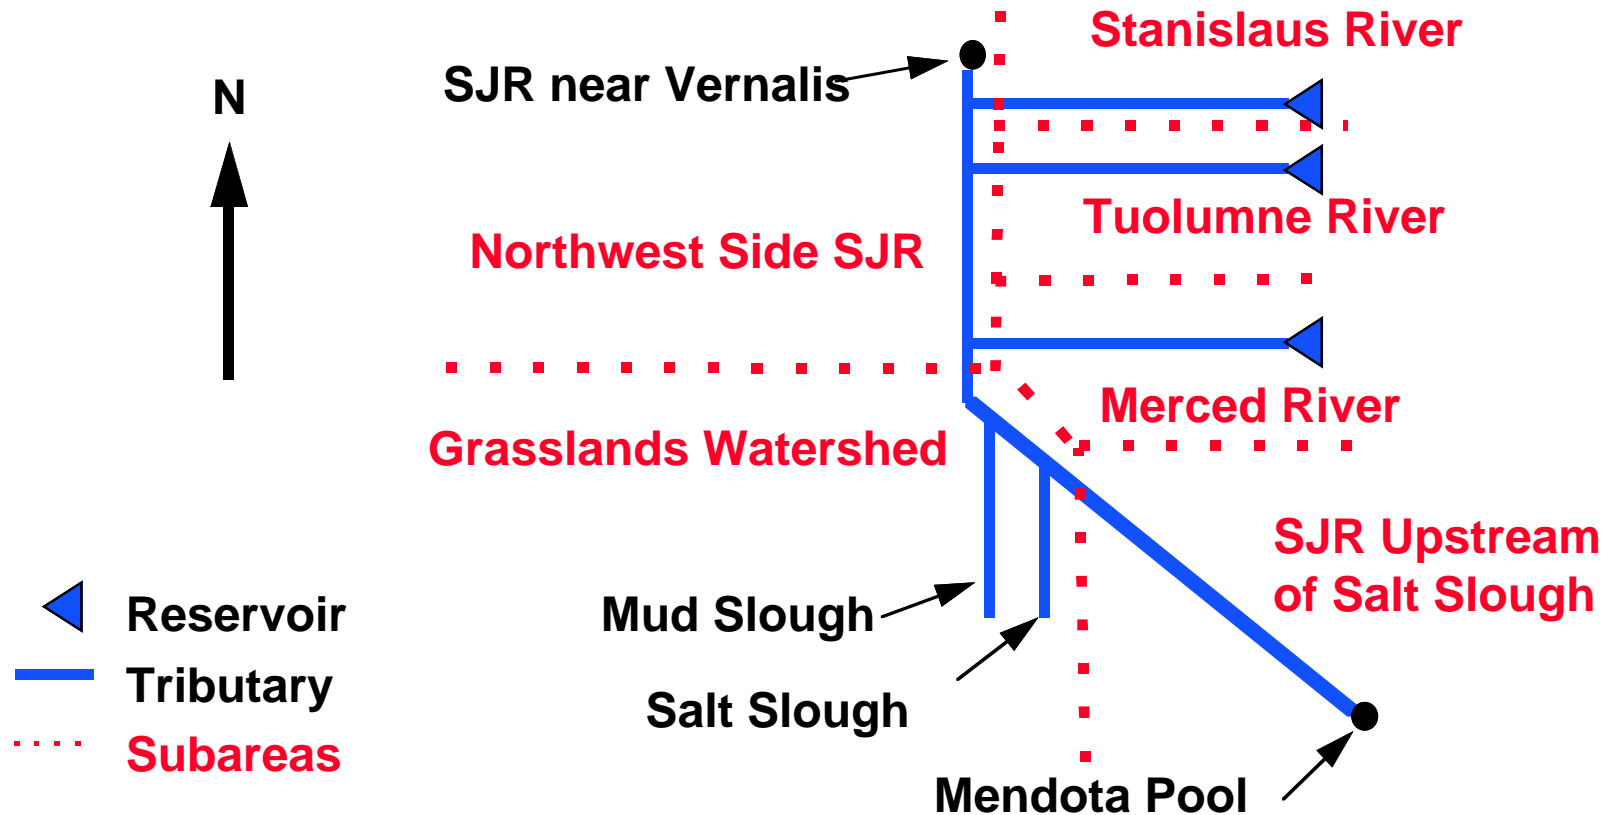 Stanislaus River
SJR near Vernalis
N
Tuolumne River
Northwest Side SJR
Merced River
Grasslands Watershed
SJR Upstream
of Salt Slough
Mud Slough
Salt Slough
Mendota Pool
Reservoir
Tributary
Subareas